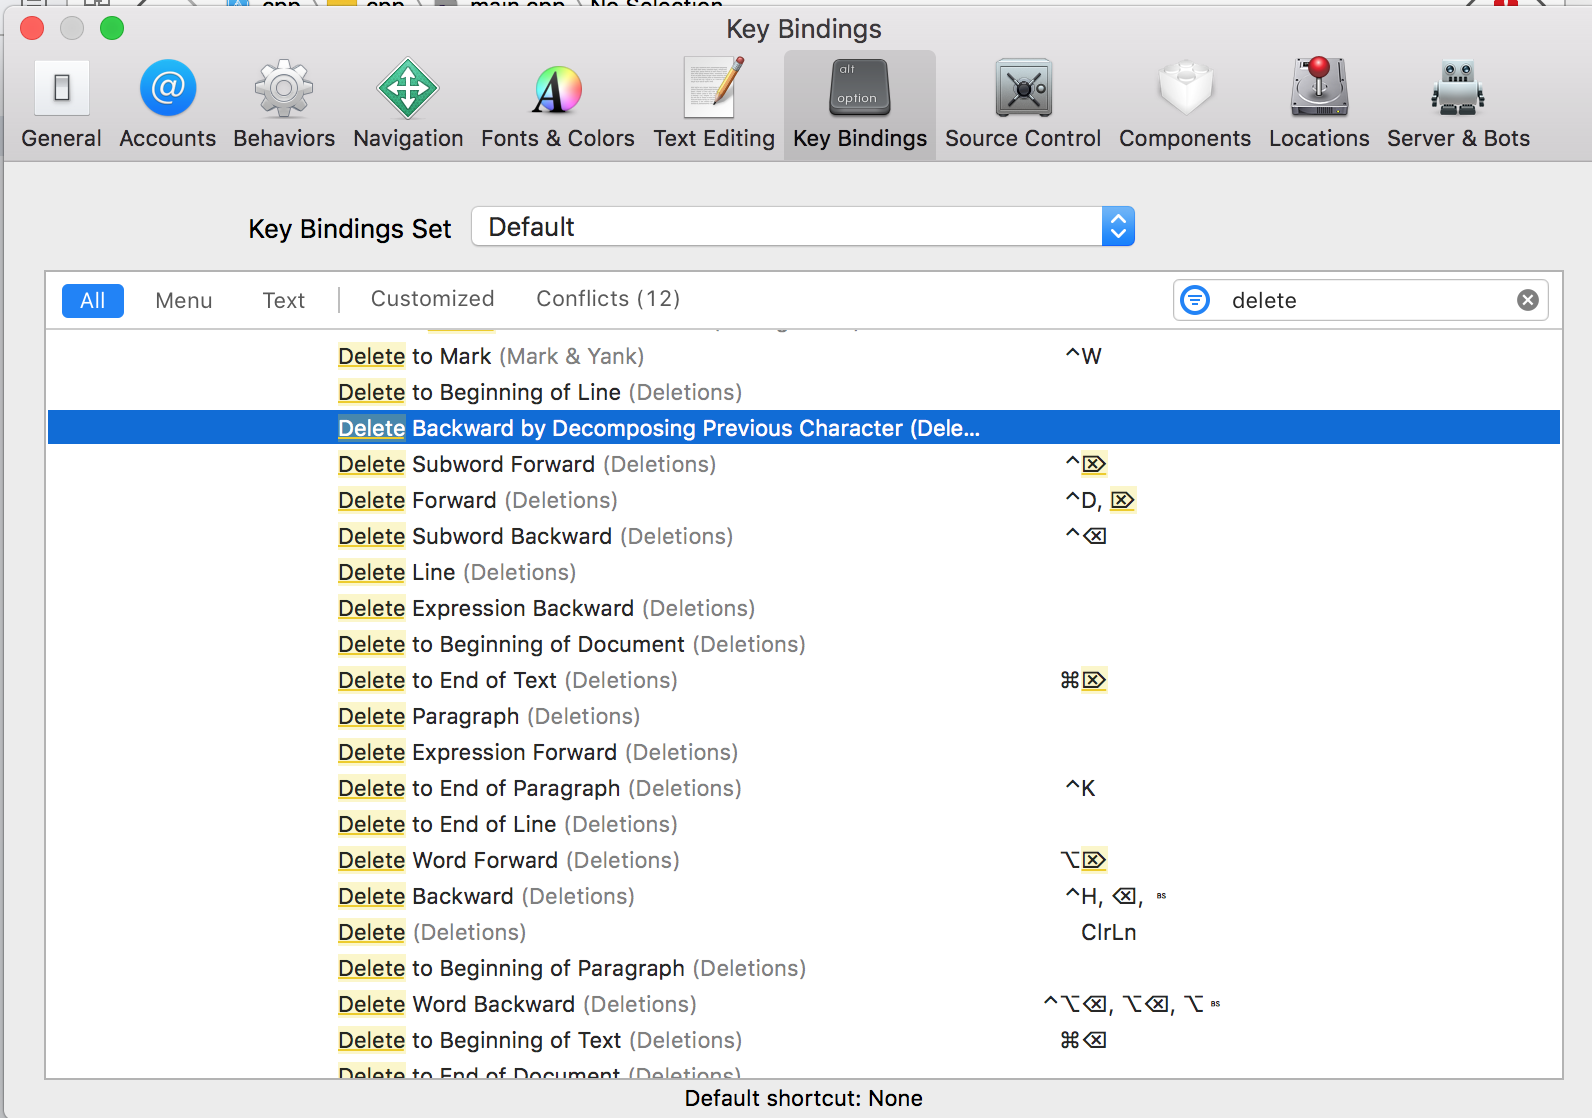 cpp cpp main.cpp No Selection
Key Bindings
alt
option
General Accounts Behaviors Navigation Fonts & Colors Text Editing Key Bindings Source Control Components Locations Server & Bots
Key Bindings Set Default
All Menu Text Customized Conflicts (12) delete
Delete to Mark (Mark & Yank) ^W
Delete to Beginning of Line (Deletions)
Delete Backward by Decomposing Previous Character (Dele...
Delete Subword Forward (Deletions) ^⌦
Delete Forward (Deletions) ^D, ⌦
Delete Subword Backward (Deletions) ^⌫
Delete Line (Deletions)
Delete Expression Backward (Deletions)
Delete to Beginning of Document (Deletions)
Delete to End of Text (Deletions) ⌘⌦
Delete Paragraph (Deletions)
Delete Expression Forward (Deletions)
Delete to End of Paragraph (Deletions) ^K
Delete to End of Line (Deletions)
Delete Word Forward (Deletions) ⌥⌦
Delete Backward (Deletions) ^H, ⌫, BS
Delete (Deletions) ClrLn
Delete to Beginning of Paragraph (Deletions)
Delete Word Backward (Deletions) ^⌥⌫, ⌥⌫, ⌥ BS
Delete to Beginning of Text (Deletions) ⌘⌫
Delete to End of Document (Deletions)
Default shortcut: None